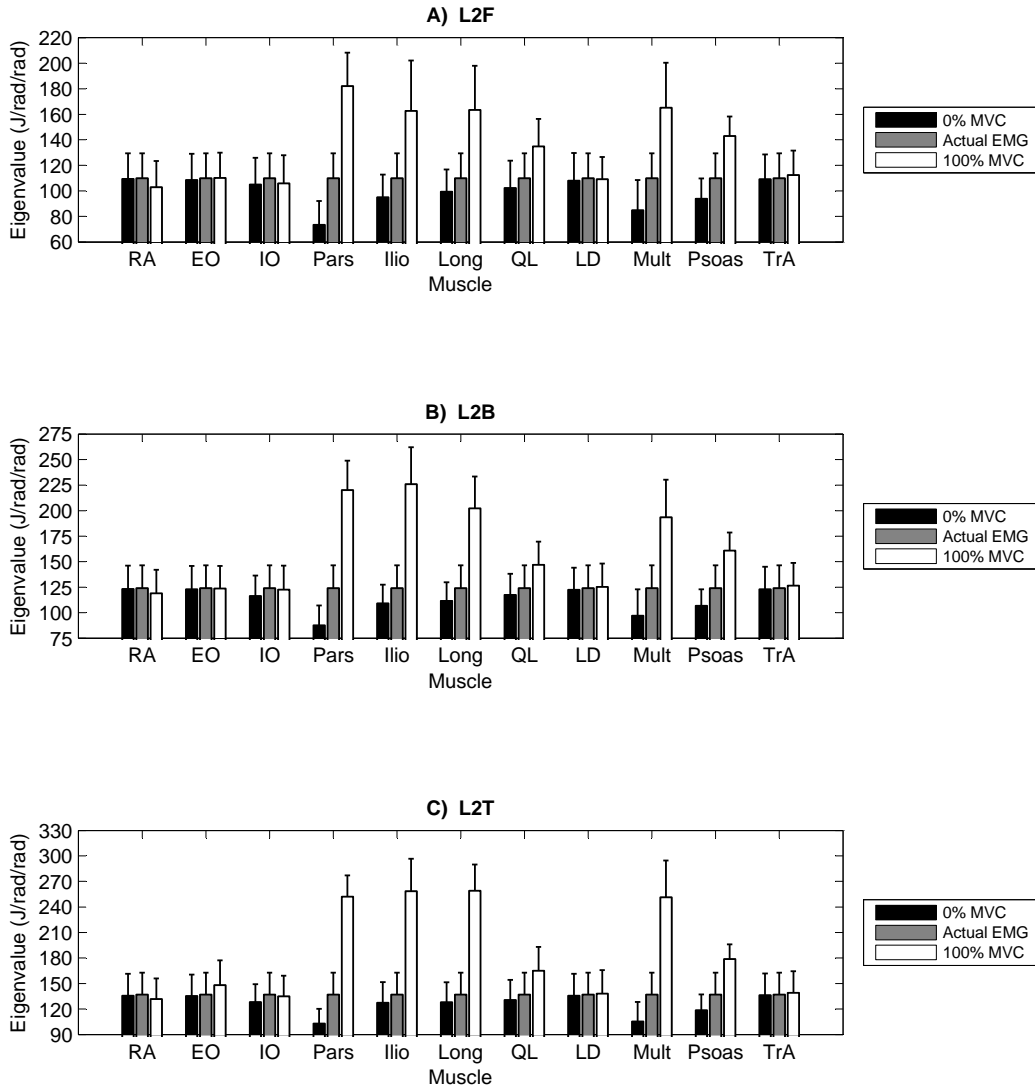 A)  L2F
Eigenvalue (J/rad/rad)
220
200
180
160
140
120
100
80
60
RA EO IO Pars Ilio Long QL LD Mult Psoas TrA
Muscle
0% MVC
Actual EMG
100% MVC
B)  L2B
Eigenvalue (J/rad/rad)
275
250
225
200
175
150
125
100
75
RA EO IO Pars Ilio Long QL LD Mult Psoas TrA
Muscle
0% MVC
Actual EMG
100% MVC
C)  L2T
Eigenvalue (J/rad/rad)
330
300
270
240
210
180
150
120
90
RA EO IO Pars Ilio Long QL LD Mult Psoas TrA
Muscle
0% MVC
Actual EMG
100% MVC